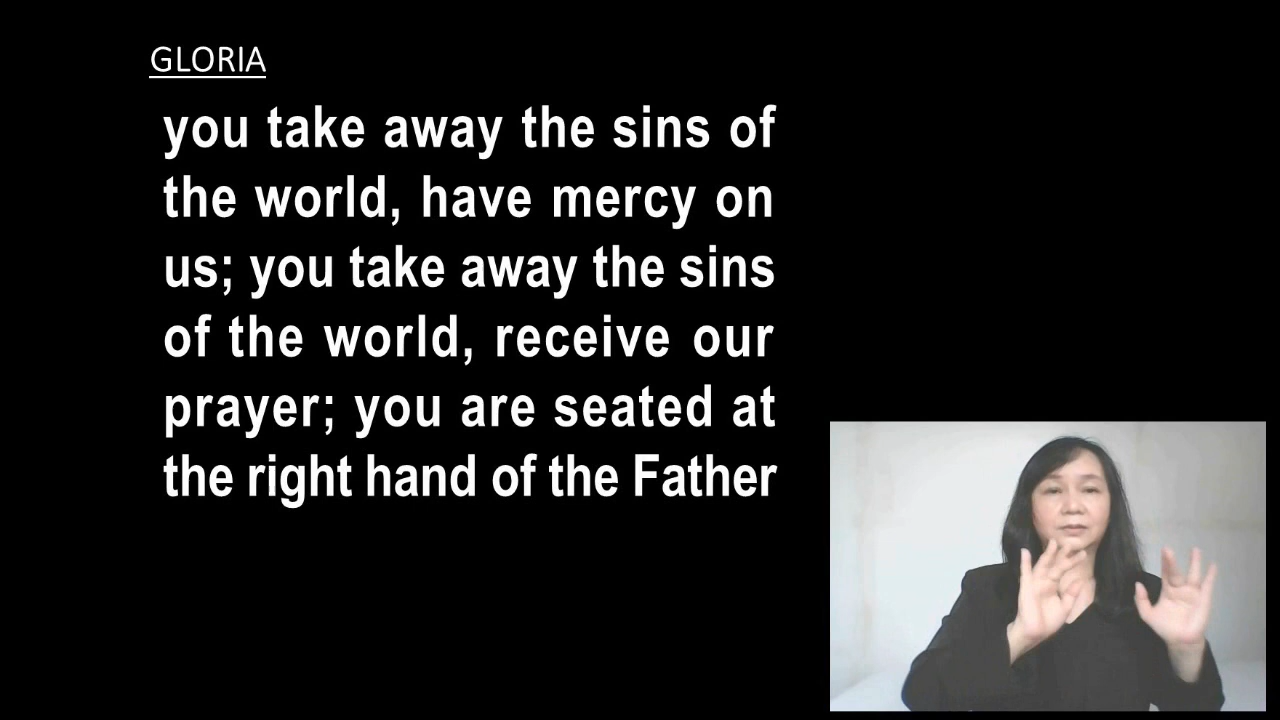 GLORIA
you take away the sins of
the world, have mercy on
us; you take away the sins
of the world, receive our
prayer; you are seated at
the right hand of the Father